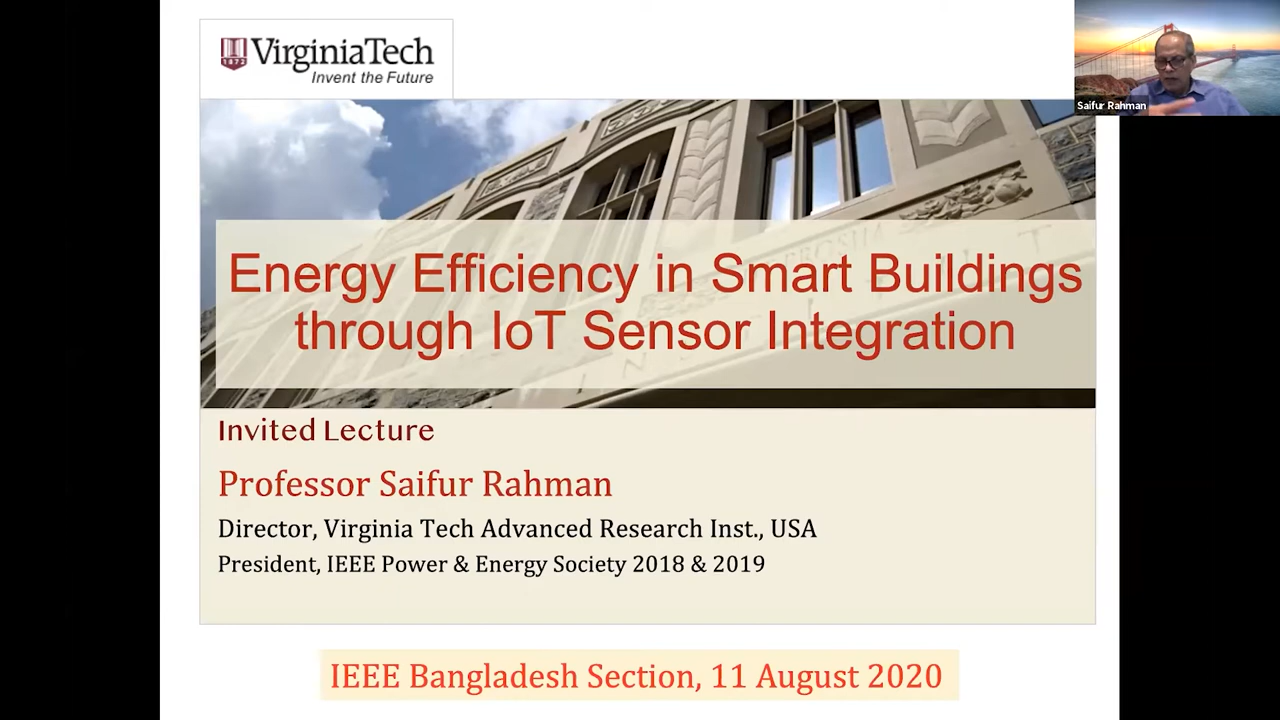 VirginiaTech
1872
Invent the Future
Saifur Rahman
Energy Efficiency in Smart Buildings
through IoT Sensor Integration
Invited Lecture
Professor Saifur Rahman
Director, Virginia Tech Advanced Research Inst., USA
President, IEEE Power & Energy Society 2018 & 2019
IEEE Bangladesh Section, 11 August 2020